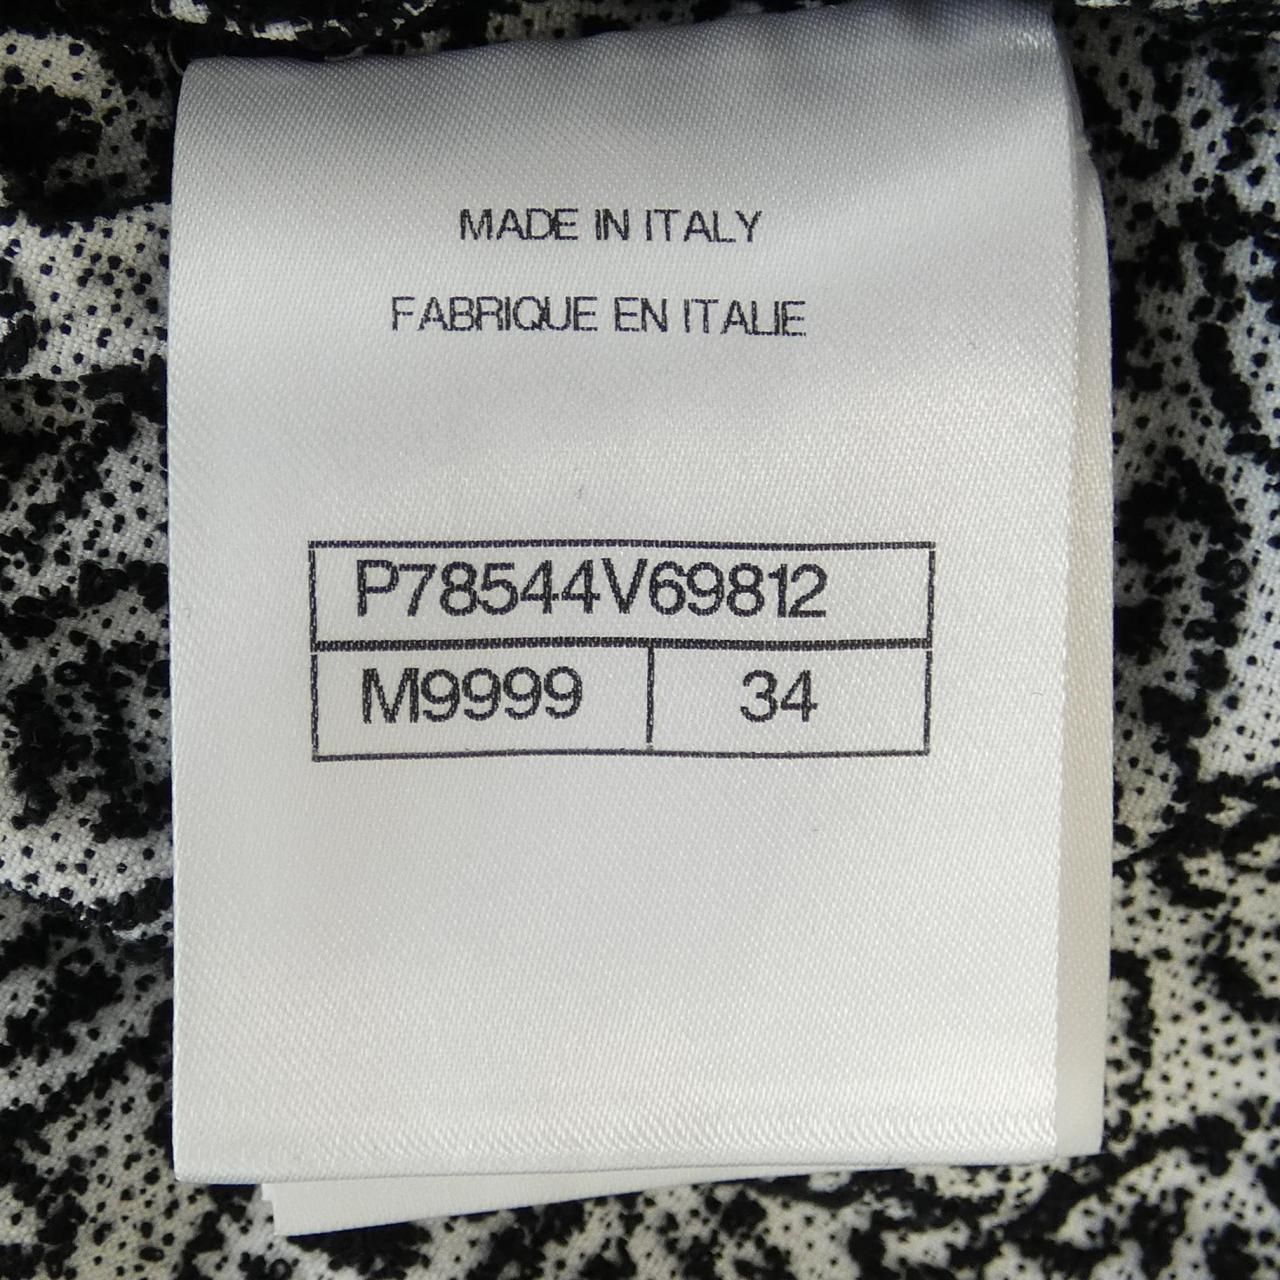 MADE IN ITALY
FABRIQUE EN ITALIE
P78544V69812
M9999 34